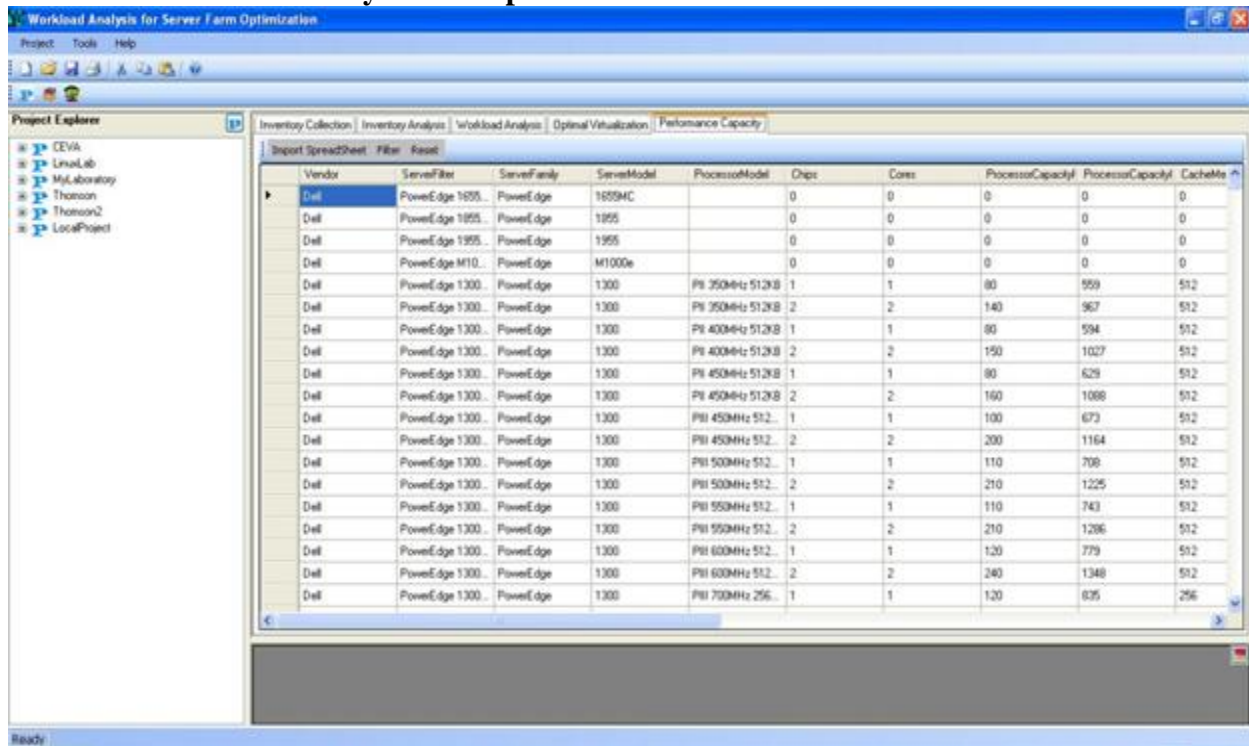 Workload Analysis for Server Farm Optimization
Project Tools Help
Project Explorer
CEVA
LinuxLab
MyLaboratory
Thomson
Thomson2
LocalProject
Inventory Collection Inventory Analysis Workload Analysis Optimal Virtualization Performance Capacity
Import SpreadSheet Filter Reset
Vendor ServerFilter ServerFamily ServerModel ProcessorModel Chips Cores ProcessorCapacity ProcessorCapacity CacheMe
Dell PowerEdge 1655... PowerEdge 1655MC 0 0 0 0 0
Dell PowerEdge 1855... PowerEdge 1855 0 0 0 0 0
Dell PowerEdge 1955... PowerEdge 1955 0 0 0 0 0
Dell PowerEdge M10... PowerEdge M1000e 0 0 0 0 0
Dell PowerEdge 1300... PowerEdge 1300 PII 350MHz 512KB 1 1 80 559 512
Dell PowerEdge 1300... PowerEdge 1300 PII 350MHz 512KB 2 2 140 967 512
Dell PowerEdge 1300... PowerEdge 1300 PII 400MHz 512KB 1 1 80 594 512
Dell PowerEdge 1300... PowerEdge 1300 PII 400MHz 512KB 2 2 150 1027 512
Dell PowerEdge 1300... PowerEdge 1300 PII 450MHz 512KB 1 1 80 629 512
Dell PowerEdge 1300... PowerEdge 1300 PII 450MHz 512KB 2 2 160 1088 512
Dell PowerEdge 1300... PowerEdge 1300 PIII 450MHz 512... 1 1 100 673 512
Dell PowerEdge 1300... PowerEdge 1300 PIII 450MHz 512... 2 2 200 1164 512
Dell PowerEdge 1300... PowerEdge 1300 PIII 500MHz 512... 1 1 110 708 512
Dell PowerEdge 1300... PowerEdge 1300 PIII 500MHz 512... 2 2 210 1225 512
Dell PowerEdge 1300... PowerEdge 1300 PIII 550MHz 512... 1 1 110 743 512
Dell PowerEdge 1300... PowerEdge 1300 PIII 550MHz 512... 2 2 210 1286 512
Dell PowerEdge 1300... PowerEdge 1300 PIII 600MHz 512... 1 1 120 779 512
Dell PowerEdge 1300... PowerEdge 1300 PIII 600MHz 512... 2 2 240 1348 512
Dell PowerEdge 1300... PowerEdge 1300 PIII 700MHz 256... 1 1 120 835 256
Ready